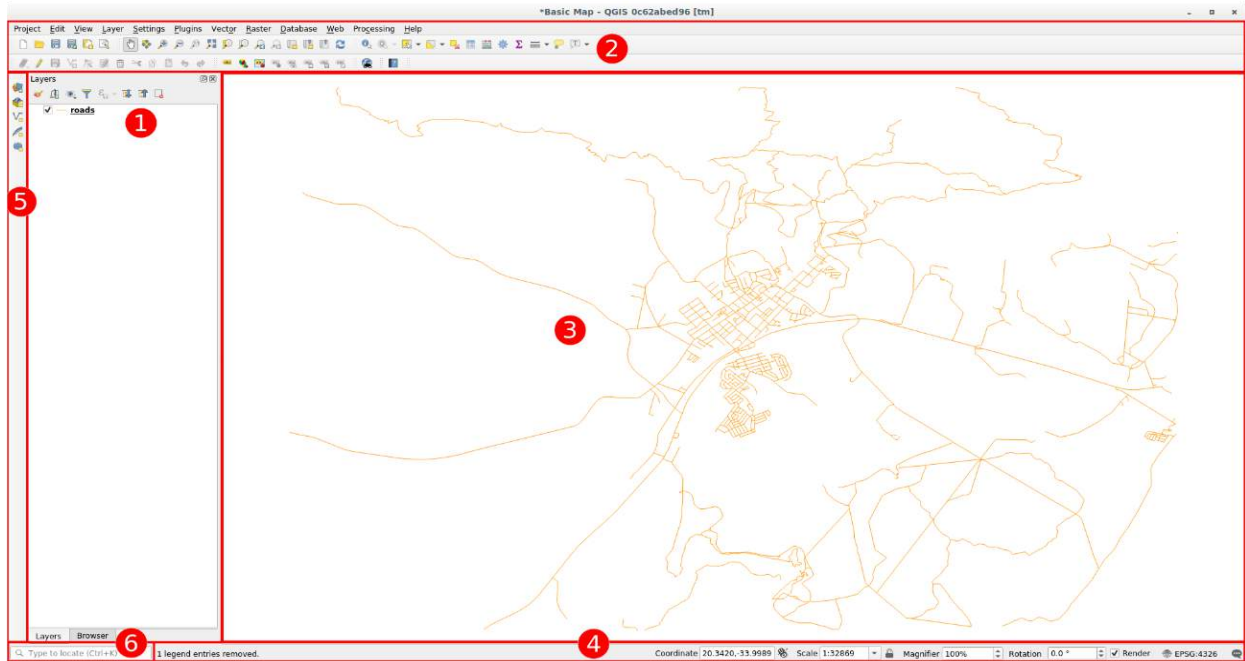 *Basic Map - QGIS 0c62abed96 [tm]
Project Edit View Layer Settings Plugins Vector Raster Database Web Processing Help
2
Layers
roads
1
5
3
Layers Browser
6
4
Type to locate (Ctrl+K) 1 legend entries removed. Coordinate 20.3420,-33.9989 Scale 1:32869 Magnifier 100% Rotation 0.0 ° Render EPSG:4326